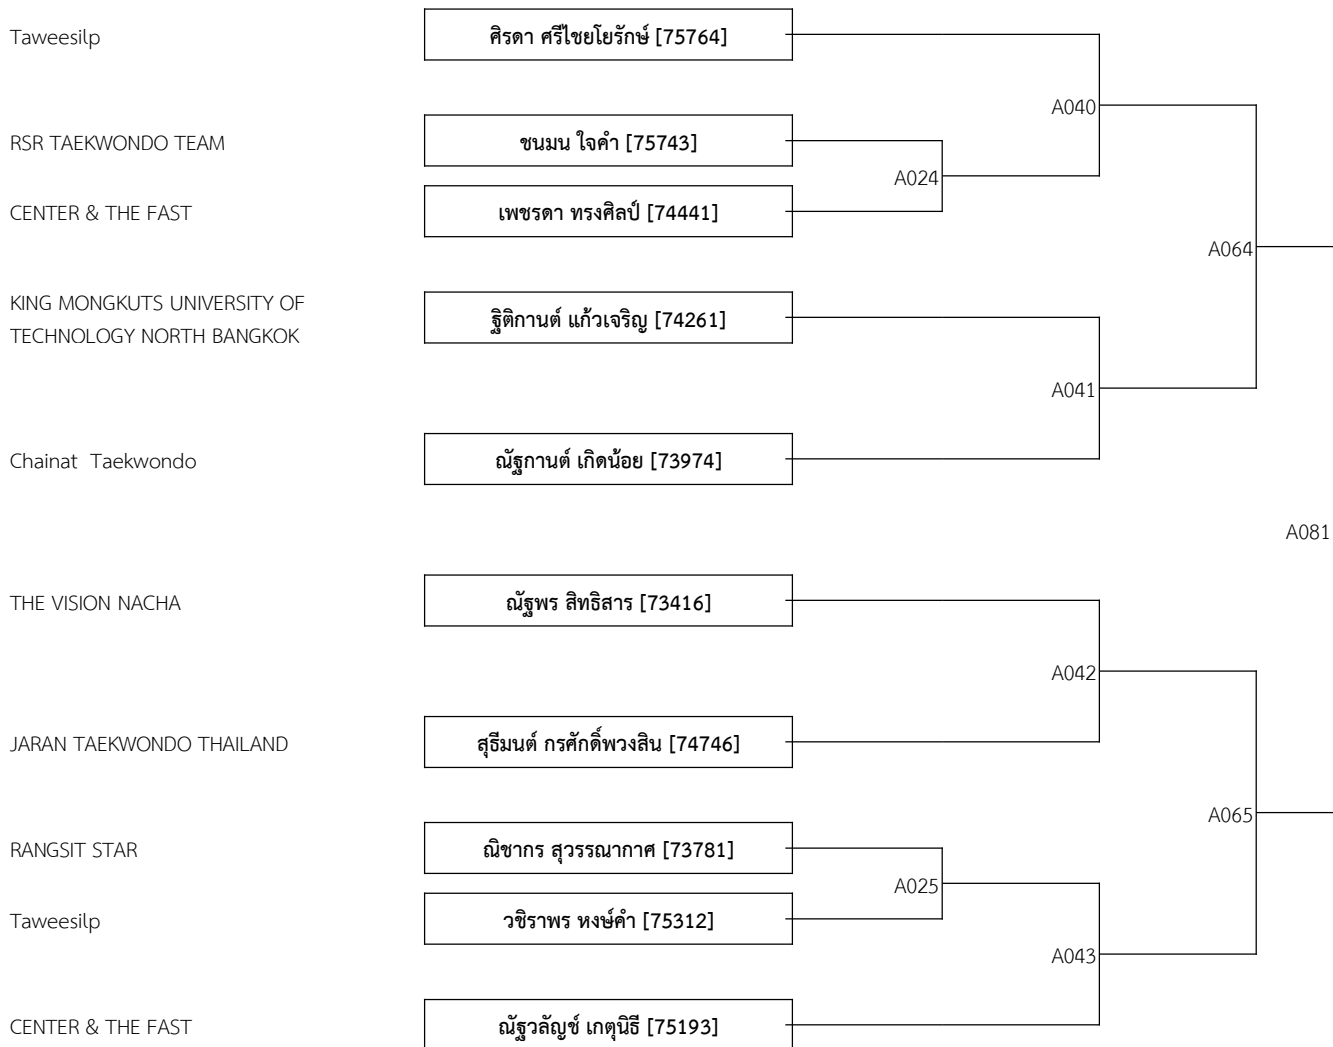 Taweesilp ศิรดา ศรีไชยโยรักษ์ [75764]
A040
RSR TAEKWONDO TEAM ชนมน ใจคำ [75743]
A024
CENTER & THE FAST เพชรดา ทรงศิลป์ [74441]
A064
KING MONGKUTS UNIVERSITY OF
TECHNOLOGY NORTH BANGKOK
ฐิติกานต์ แก้วเจริญ [74261]
A041
Chainat Taekwondo ณัฐกานต์ เกิดน้อย [73974]
A081
THE VISION NACHA ณัฐพร สิทธิสาร [73416]
A042
JARAN TAEKWONDO THAILAND สุธีมนต์ กรศักดิ์พวงสิน [74746]
A065
RANGSIT STAR ณิชากร สุวรรณากาศ [73781]
A025
Taweesilp วชิราพร หงษ์คำ [75312]
A043
CENTER & THE FAST ณัฐวลัญช์ เกตุนิธี [75193]